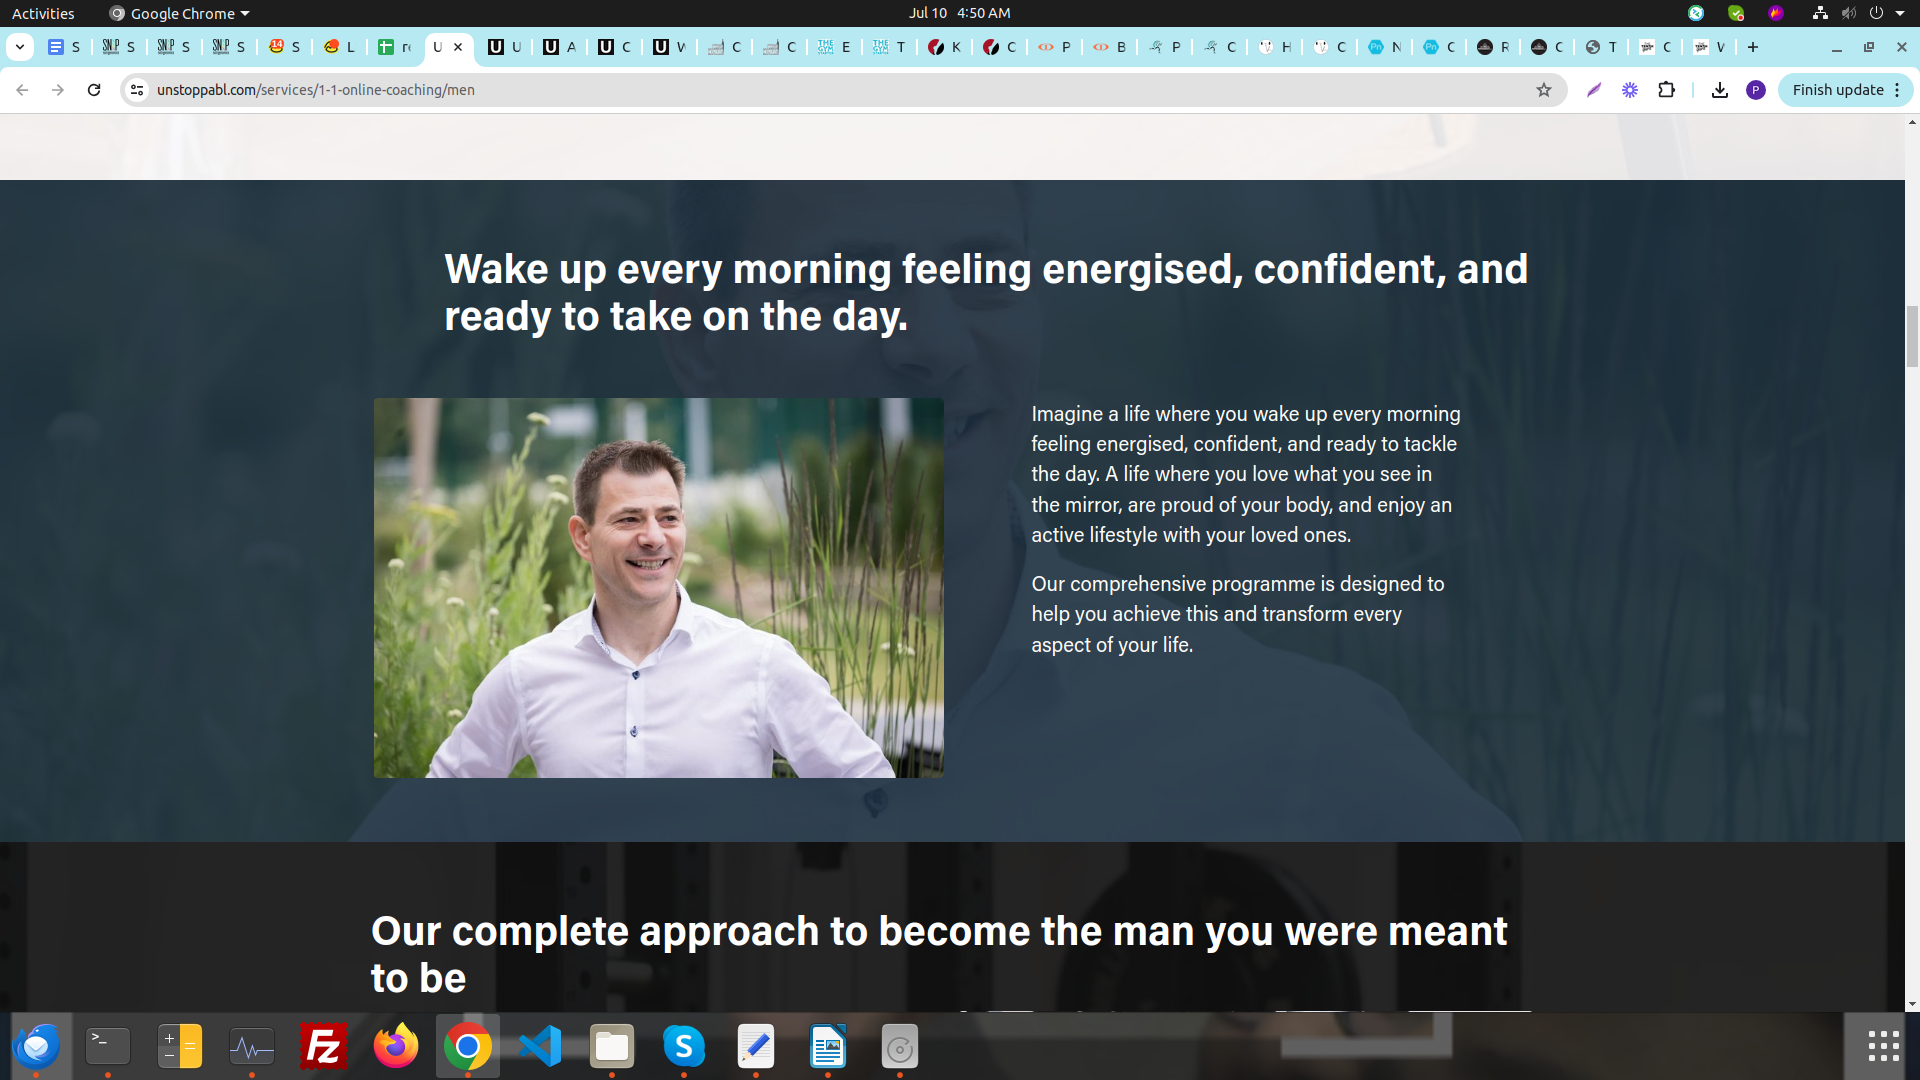 Activities Google Chrome Jul 10 4:50 AM
S S S S S L re U U A C W C C E T K C P B P C H C N C R C T C W
unstoppabl.com/services/1-1-online-coaching/men P Finish update
Wake up every morning feeling energised, confident, and
ready to take on the day.
Imagine a life where you wake up every morning
feeling energised, confident, and ready to tackle
the day. A life where you love what you see in
the mirror, are proud of your body, and enjoy an
active lifestyle with your loved ones.
Our comprehensive programme is designed to
help you achieve this and transform every
aspect of your life.
Our complete approach to become the man you were meant
to be